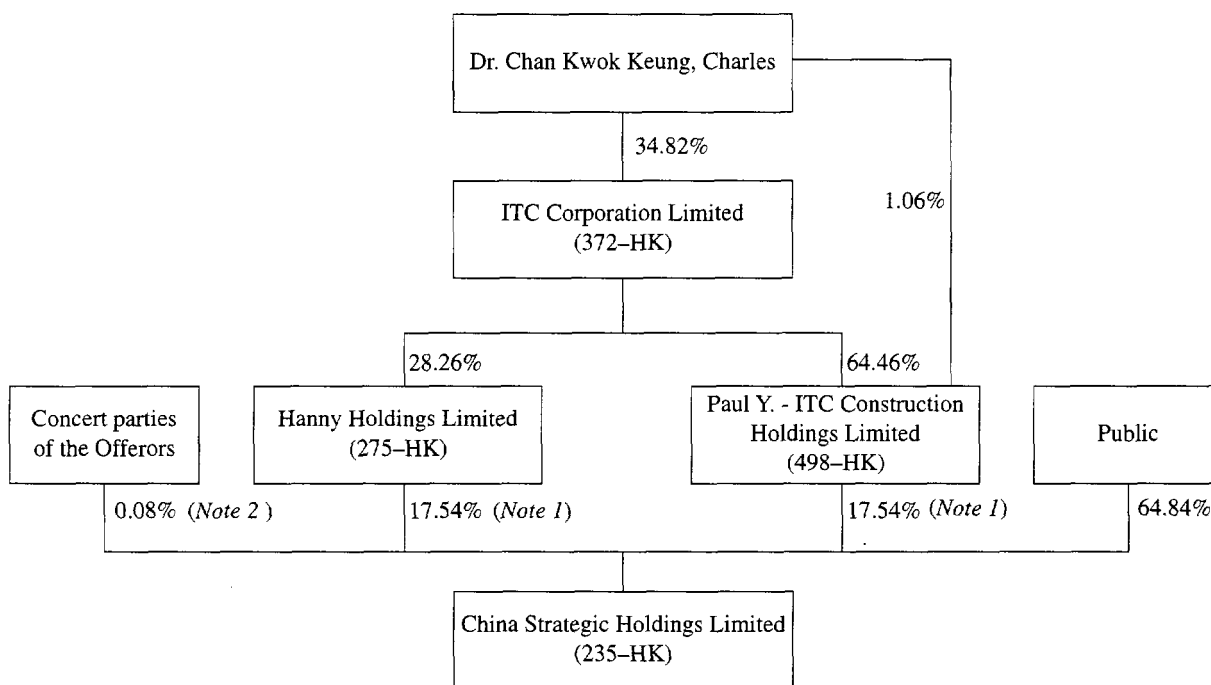 Dr. Chan Kwok Keung, Charles
34.82%
ITC Corporation Limited
(372–HK)
1.06%
28.26%
64.46%
Concert parties
of the Offerors
Hanny Holdings Limited
(275–HK)
Paul Y. - ITC Construction
Holdings Limited
(498–HK)
Public
0.08% (Note 2 )
17.54% (Note 1)
17.54% (Note 1)
64.84%
China Strategic Holdings Limited
(235–HK)